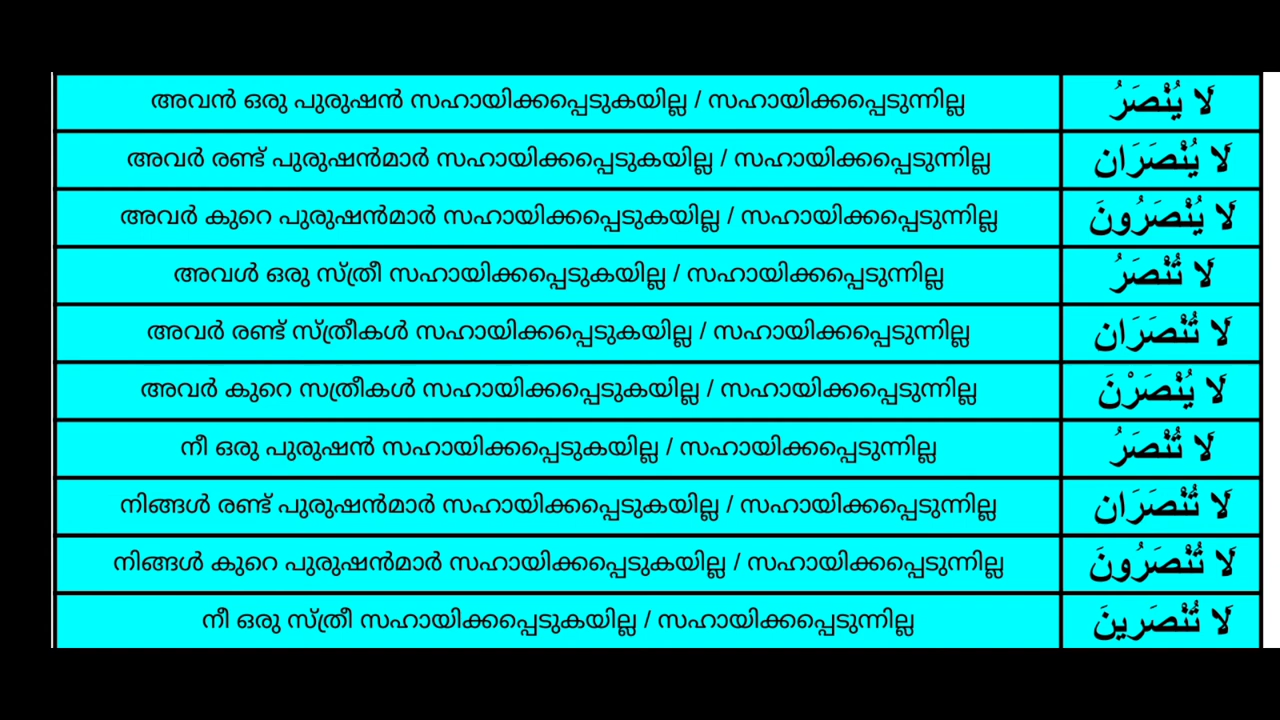 അവൻ ഒരു പുരുഷൻ സഹായിക്കപ്പെടുകയില്ല / സഹായിക്കപ്പെടുന്നില്ല لَا يُنْصَرُ
അവർ രണ്ട് പുരുഷൻമാർ സഹായിക്കപ്പെടുകയില്ല / സഹായിക്കപ്പെടുന്നില്ല لَا يُنْصَرَان
അവർ കുറെ പുരുഷൻമാർ സഹായിക്കപ്പെടുകയില്ല / സഹായിക്കപ്പെടുന്നില്ല لَا يُنْصَرُونَ
അവൾ ഒരു സ്ത്രീ സഹായിക്കപ്പെടുകയില്ല / സഹായിക്കപ്പെടുന്നില്ല لَا تُنْصَرُ
അവർ രണ്ട് സ്ത്രീകൾ സഹായിക്കപ്പെടുകയില്ല / സഹായിക്കപ്പെടുന്നില്ല لَا تُنْصَرَان
അവർ കുറെ സത്രീകൾ സഹായിക്കപ്പെടുകയില്ല / സഹായിക്കപ്പെടുന്നില്ല لَا يُنْصَرْنَ
നീ ഒരു പുരുഷൻ സഹായിക്കപ്പെടുകയില്ല / സഹായിക്കപ്പെടുന്നില്ല لَا تُنْصَرُ
നിങ്ങൾ രണ്ട് പുരുഷൻമാർ സഹായിക്കപ്പെടുകയില്ല / സഹായിക്കപ്പെടുന്നില്ല لَا تُنْصَرَان
നിങ്ങൾ കുറെ പുരുഷൻമാർ സഹായിക്കപ്പെടുകയില്ല / സഹായിക്കപ്പെടുന്നില്ല لَا تُنْصَرُونَ
നീ ഒരു സ്ത്രീ സഹായിക്കപ്പെടുകയില്ല / സഹായിക്കപ്പെടുന്നില്ല لَا تُنْصَرينَ